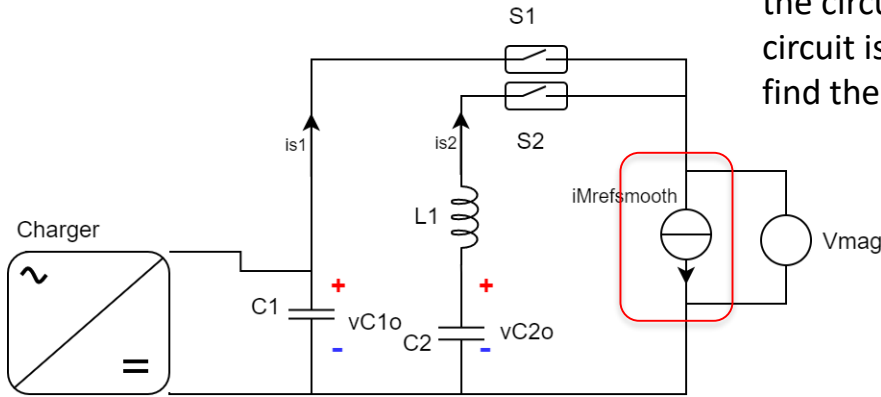 the circu
circuit is
find the
S1
S2
is1
is2
iMrefsmooth
L1
Charger
Vmag
C1
+
vC1o
-
C2
+
vC2o
-